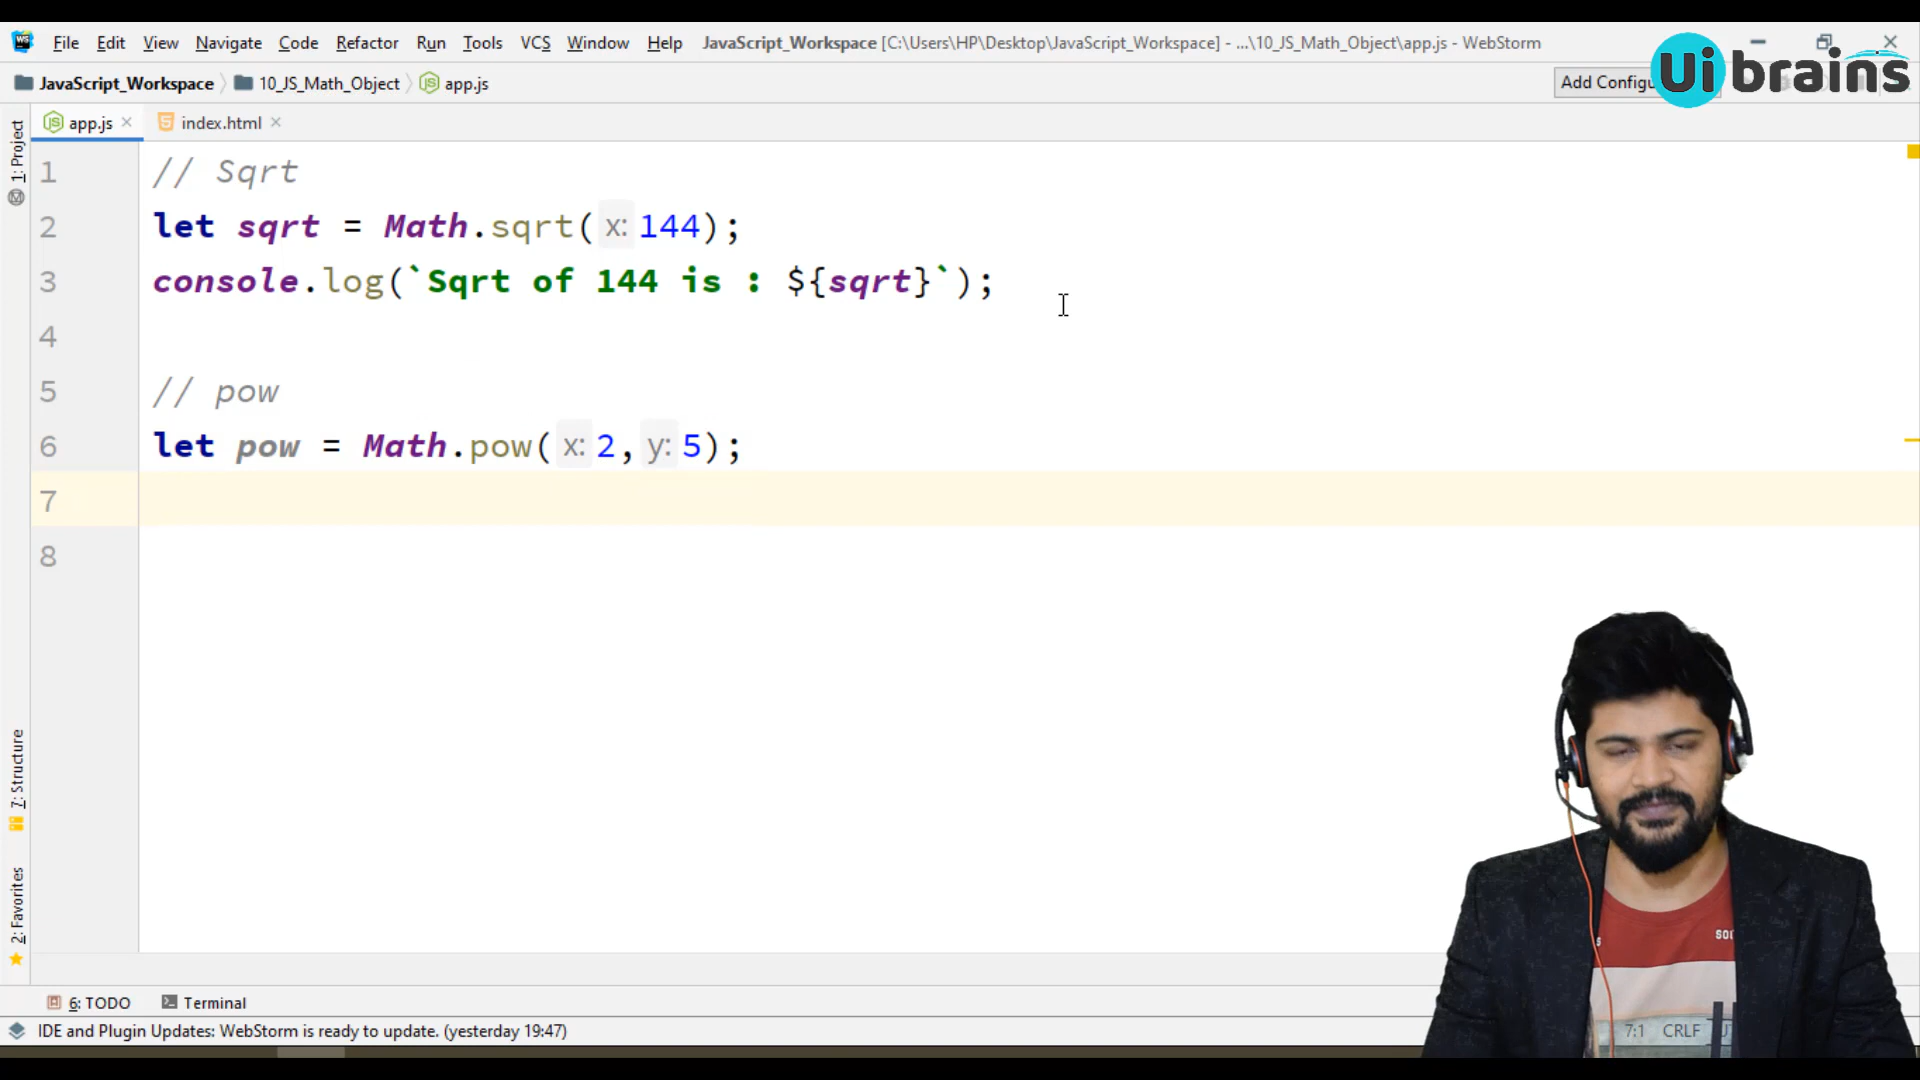 File Edit View Navigate Code Refactor Run Tools VCS Window Help JavaScript_Workspace [C:\Users\HP\Desktop\JavaScript_Workspace] - ...\10_JS_Math_Object\app.js - WebStorm
JavaScript_Workspace 10_JS_Math_Object app.js Add Configu
Ui brains
app.js index.html
1: Project
1 // Sqrt
2 let sqrt = Math.sqrt( x: 144);
3 console.log(`Sqrt of 144 is : ${sqrt}`);
4
5 // pow
6 let pow = Math.pow( x: 2, y: 5);
7
8
7: Structure
2: Favorites
6: TODO Terminal
IDE and Plugin Updates: WebStorm is ready to update. (yesterday 19:47) 7:1 CRLF